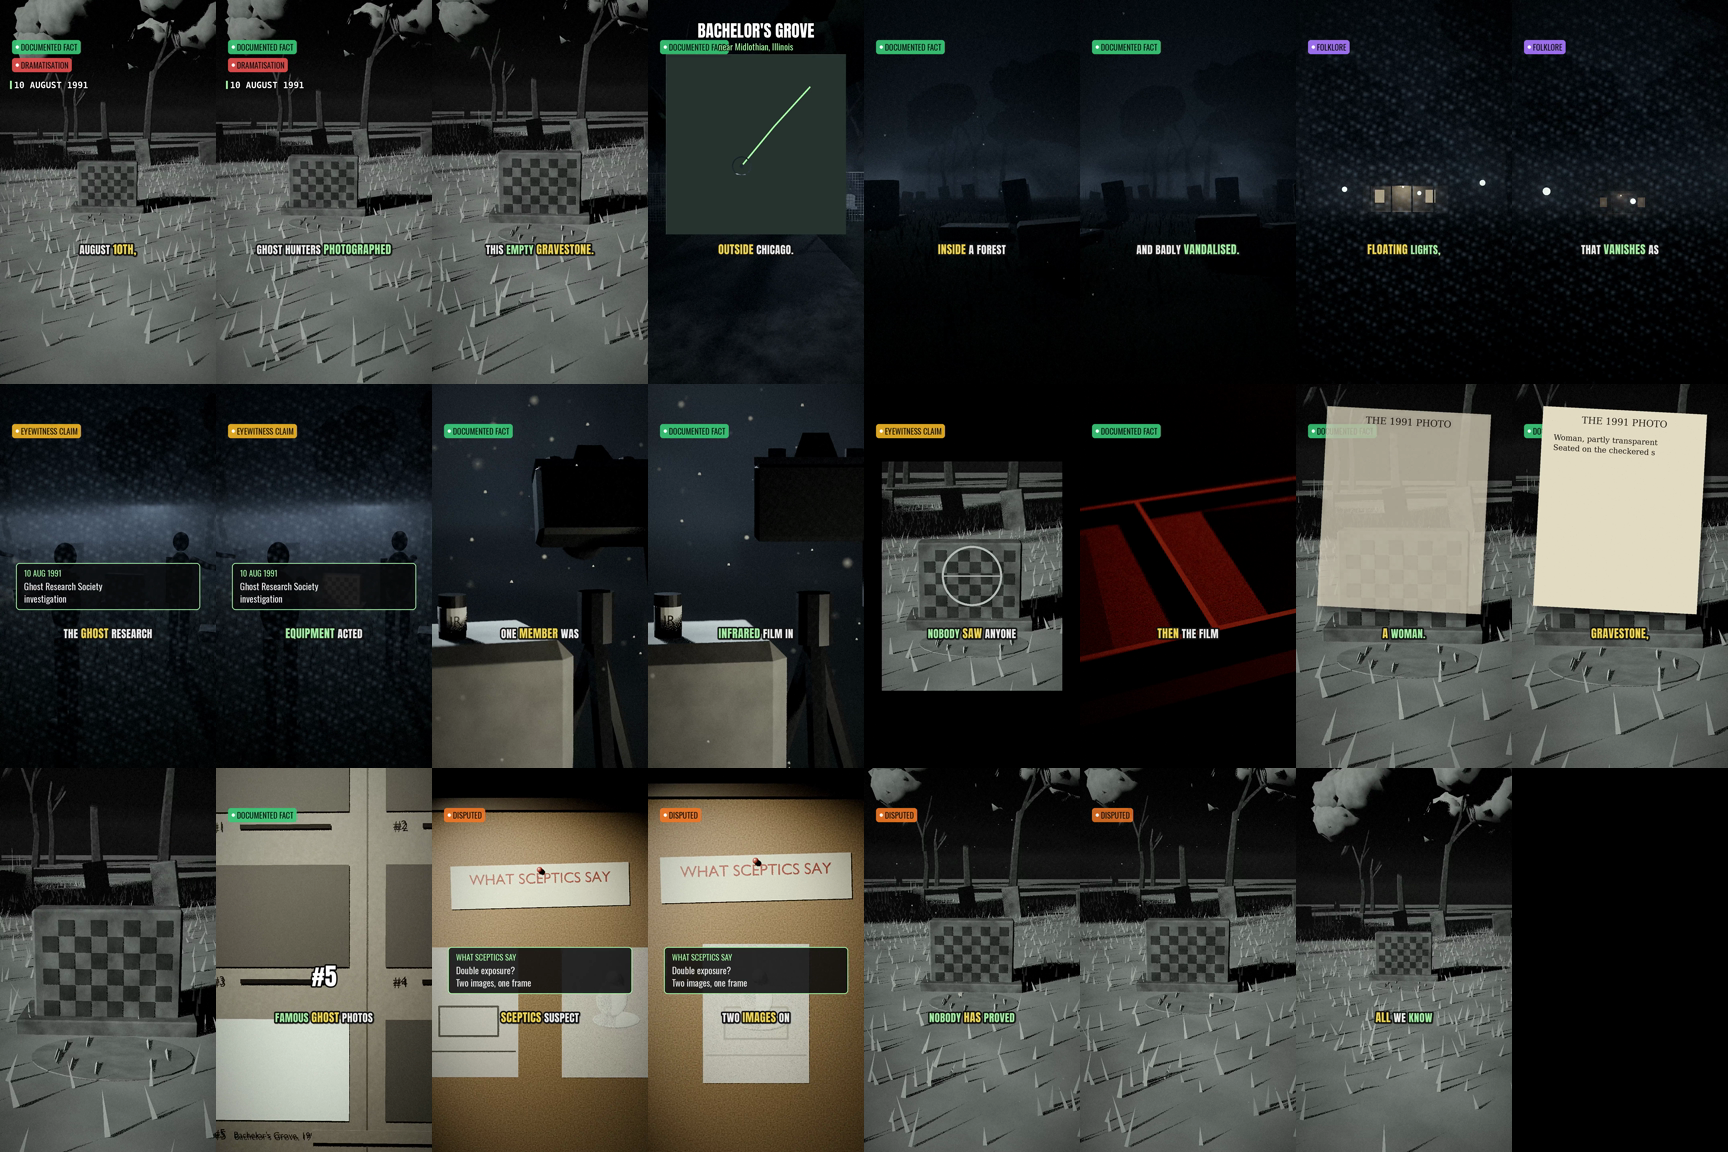 DOCUMENTED FACT
DRAMATISATION
10 AUGUST 1991
AUGUST 10TH,
DOCUMENTED FACT
DRAMATISATION
10 AUGUST 1991
GHOST HUNTERS PHOTOGRAPHED
THIS EMPTY GRAVESTONE.
BACHELOR'S GROVE
near Midlothian, Illinois
DOCUMENTED FACT
OUTSIDE CHICAGO.
DOCUMENTED FACT
INSIDE A FOREST
DOCUMENTED FACT
AND BADLY VANDALISED.
FOLKLORE
FLOATING LIGHTS,
FOLKLORE
THAT VANISHES AS
EYEWITNESS CLAIM
10 AUG 1991
Ghost Research Society
investigation
THE GHOST RESEARCH
EYEWITNESS CLAIM
10 AUG 1991
Ghost Research Society
investigation
EQUIPMENT ACTED
DOCUMENTED FACT
ONE MEMBER WAS
DOCUMENTED FACT
INFRARED FILM IN
EYEWITNESS CLAIM
NOBODY SAW ANYONE
DOCUMENTED FACT
THEN THE FILM
THE 1991 PHOTO
A WOMAN.
THE 1991 PHOTO
Woman, partly transparent
Seated on the checkered s
GRAVESTONE,
DOCUMENTED FACT
#2
#5
#4
FAMOUS GHOST PHOTOS
#5 Bachelor's Grove, 19
DISPUTED
WHAT SCEPTICS SAY
WHAT SCEPTICS SAY
Double exposure?
Two images, one frame
SCEPTICS SUSPECT
DISPUTED
WHAT SCEPTICS SAY
WHAT SCEPTICS SAY
Double exposure?
Two images, one frame
TWO IMAGES ON
DISPUTED
NOBODY HAS PROVED
DISPUTED
ALL WE KNOW